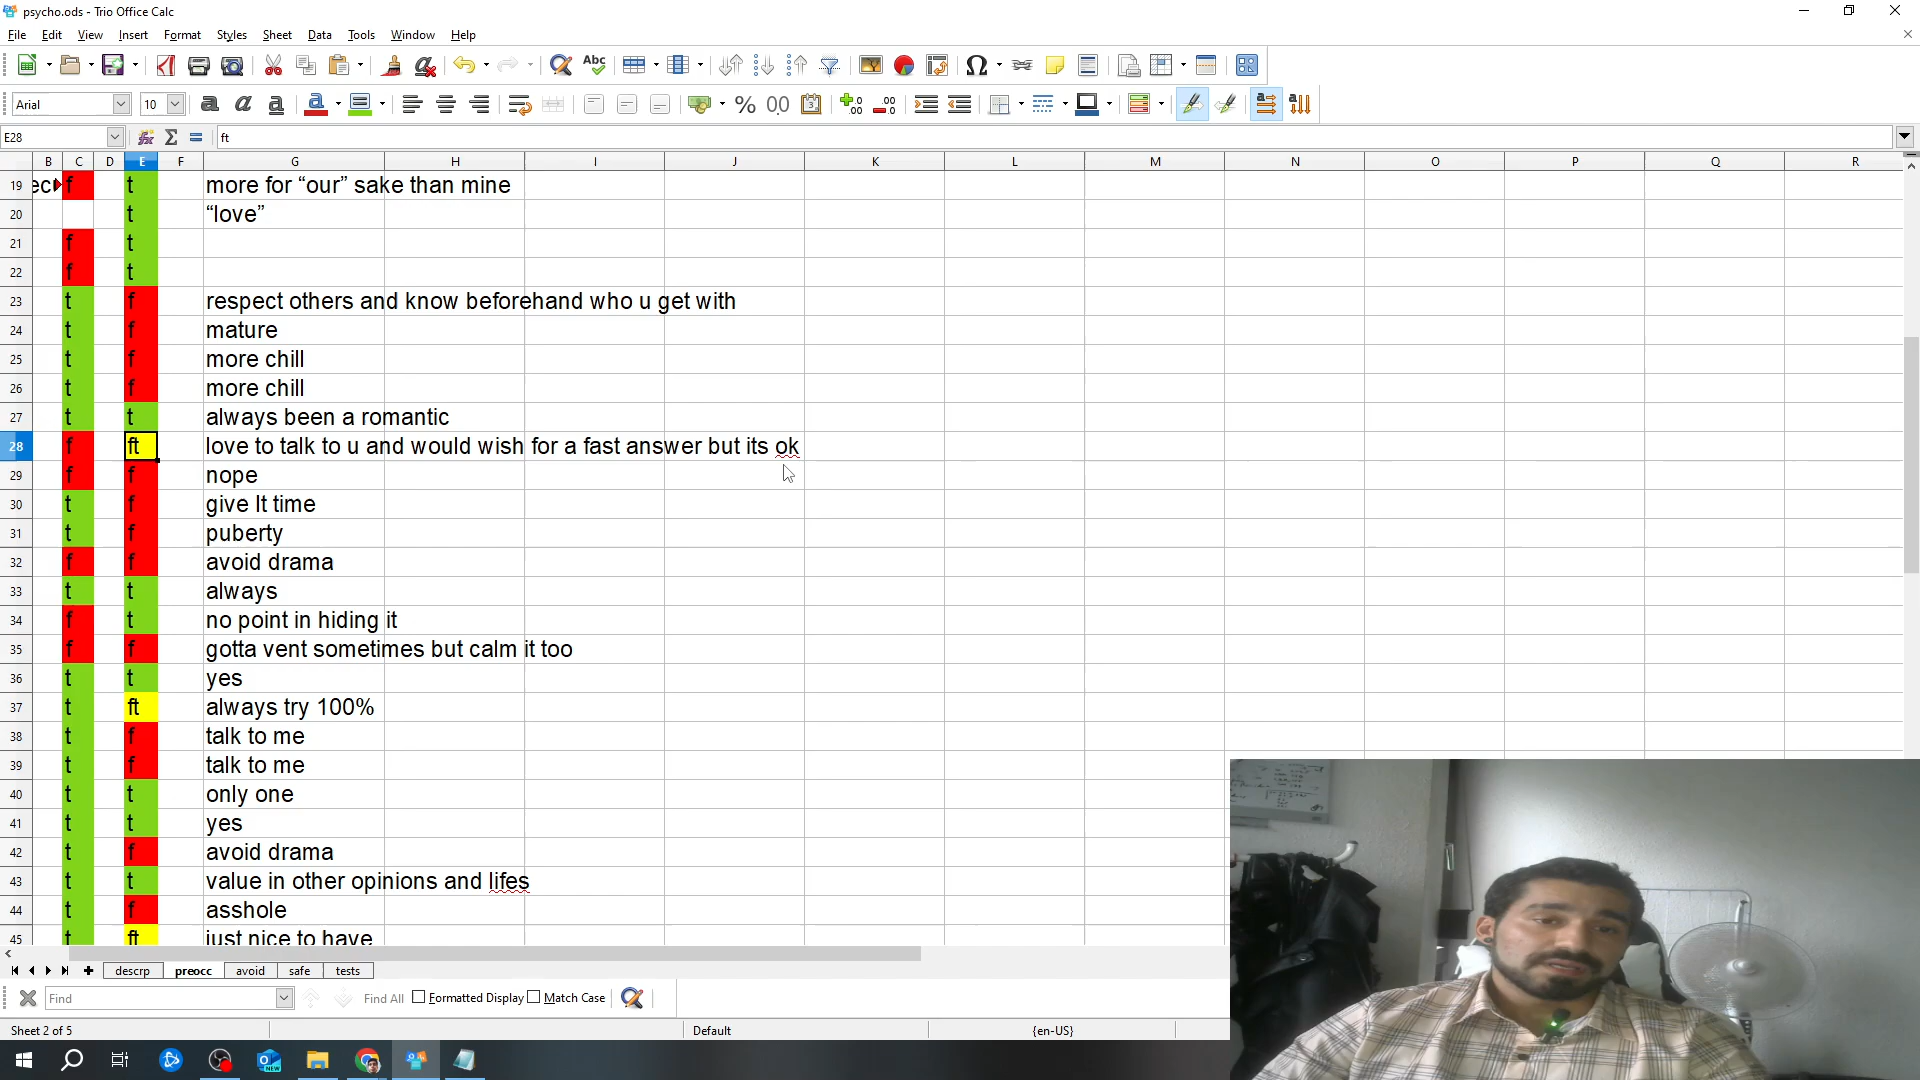 psycho.ods - Trio Office Calc
File Edit View Insert Format Styles Sheet Data Tools Window Help
Arial 10
E28 ft
B C D E F G H I J K L M N O P Q R
19 f t more for “our” sake than mine
20 t “love”
21 f t
22 f t
23 t f respect others and know beforehand who u get with
24 t f mature
25 t f more chill
26 t f more chill
27 t t always been a romantic
28 f ft love to talk to u and would wish for a fast answer but its ok
29 f f nope
30 t f give It time
31 t f puberty
32 f f avoid drama
33 t t always
34 f t no point in hiding it
35 f f gotta vent sometimes but calm it too
36 t t yes
37 t ft always try 100%
38 t f talk to me
39 t f talk to me
40 t t only one
41 t t yes
42 t f avoid drama
43 t t value in other opinions and lifes
44 t f asshole
45 t ft just nice to have
descrp preocc avoid safe tests
Find Find All Formatted Display Match Case
Sheet 2 of 5 Default {en-US}